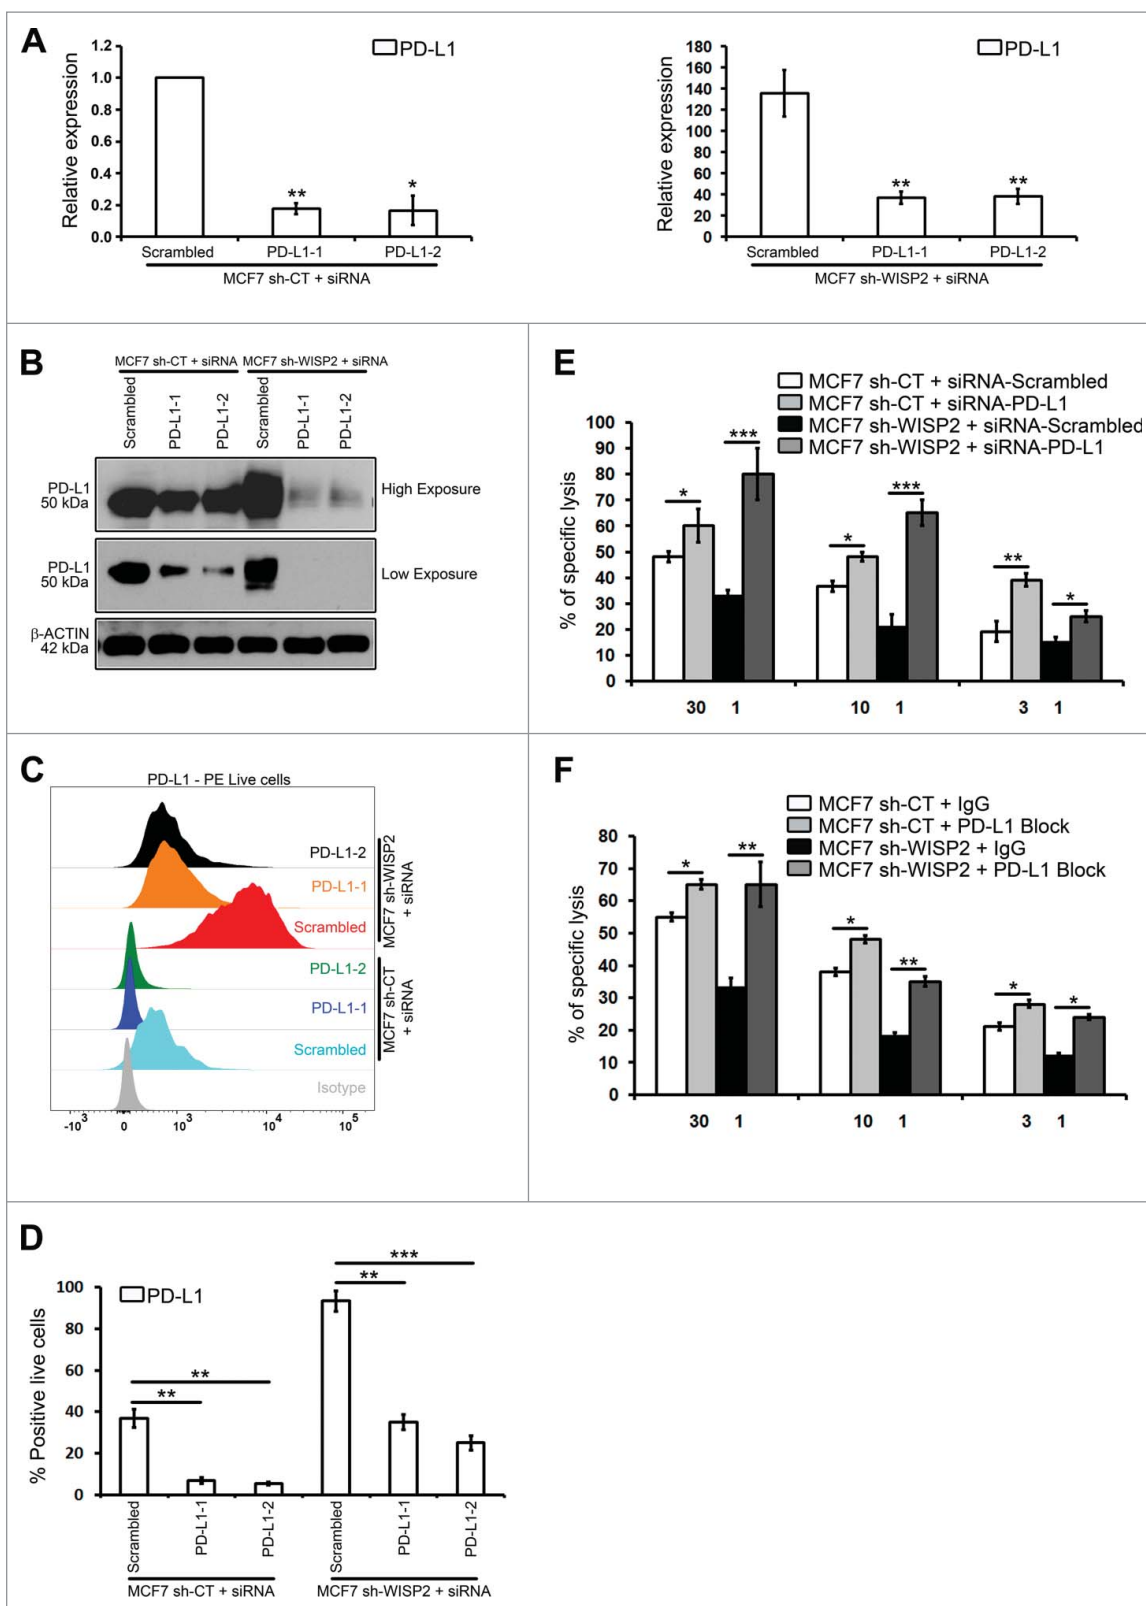 A
PD-L1
Relative expression
1.2
1.0
0.8
0.6
0.4
0.2
0.0
**
*
Scrambled PD-L1-1 PD-L1-2
MCF7 sh-CT + siRNA
PD-L1
Relative expression
180
160
140
120
100
80
60
40
20
0
** **
Scrambled PD-L1-1 PD-L1-2
MCF7 sh-WISP2 + siRNA
B
MCF7 sh-CT + siRNA MCF7 sh-WISP2 + siRNA
Scrambled
PD-L1-1
PD-L1-2
Scrambled
PD-L1-1
PD-L1-2
PD-L1
50 kDa
High Exposure
PD-L1
50 kDa
Low Exposure
β-ACTIN
42 kDa
E
MCF7 sh-CT + siRNA-Scrambled
MCF7 sh-CT + siRNA-PD-L1
MCF7 sh-WISP2 + siRNA-Scrambled
MCF7 sh-WISP2 + siRNA-PD-L1
% of specific lysis
100
90
80
70
60
50
40
30
20
10
0
* *** * *** ** *
30 1 10 1 3 1
C
PD-L1 - PE Live cells
PD-L1-2
PD-L1-1
Scrambled
PD-L1-2
PD-L1-1
Scrambled
Isotype
MCF7 sh-WISP2
+ siRNA
MCF7 sh-CT
+ siRNA
-10³ 0 10³ 10⁴ 10⁵
F
MCF7 sh-CT + IgG
MCF7 sh-CT + PD-L1 Block
MCF7 sh-WISP2 + IgG
MCF7 sh-WISP2 + PD-L1 Block
% of specific lysis
80
70
60
50
40
30
20
10
0
* ** * ** * *
30 1 10 1 3 1
D
PD-L1
% Positive live cells
100
80
60
40
20
0
**
**
***
**
Scrambled
PD-L1-1
PD-L1-2
Scrambled
PD-L1-1
PD-L1-2
MCF7 sh-CT + siRNA MCF7 sh-WISP2 + siRNA